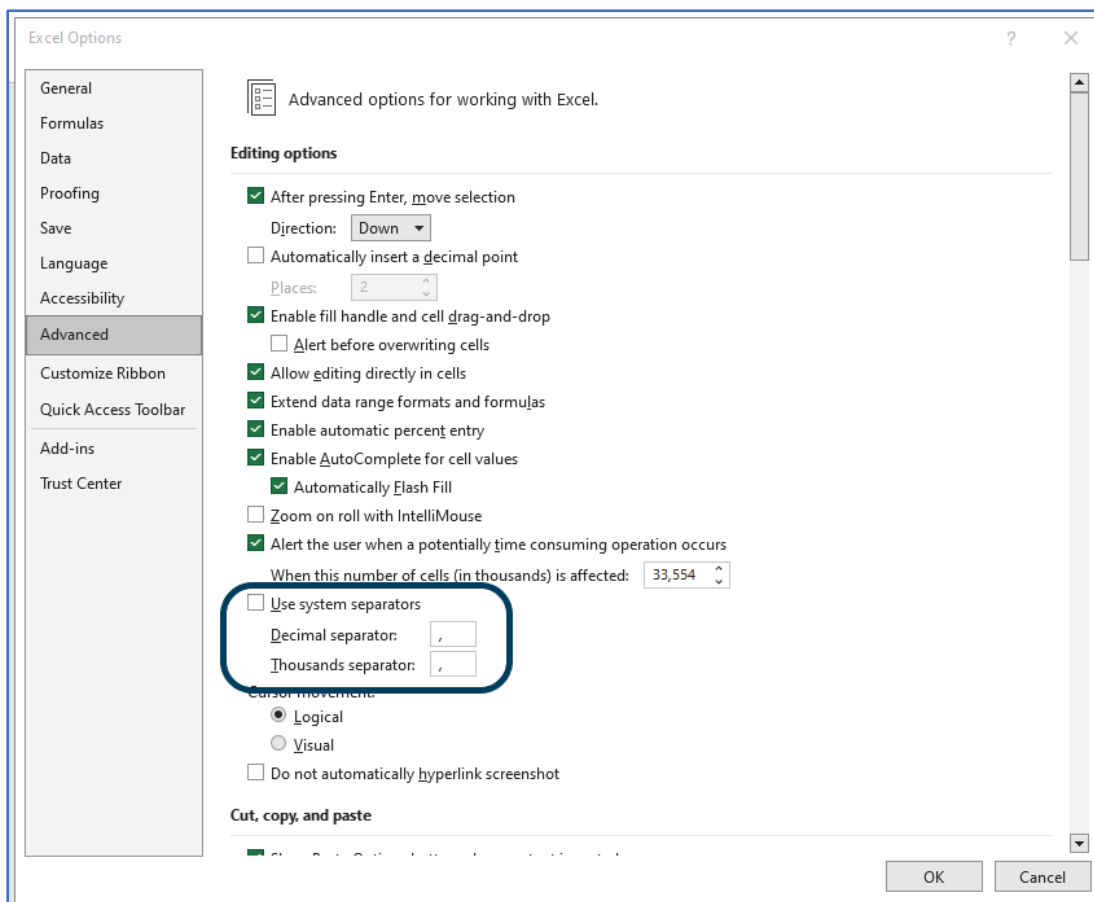 Excel Options
?
General
Formulas
Data
Proofing
Save
Language
Accessibility
Advanced
Customize Ribbon
Quick Access Toolbar
Add-ins
Trust Center
Advanced options for working with Excel.
Editing options
After pressing Enter, move selection
Direction: Down
Automatically insert a decimal point
Places: 2
Enable fill handle and cell drag-and-drop
Alert before overwriting cells
Allow editing directly in cells
Extend data range formats and formulas
Enable automatic percent entry
Enable AutoComplete for cell values
Automatically Flash Fill
Zoom on roll with IntelliMouse
Alert the user when a potentially time consuming operation occurs
When this number of cells (in thousands) is affected: 33,554
Use system separators
Decimal separator: ,
Thousands separator: ,
Cursor movement:
Logical
Visual
Do not automatically hyperlink screenshot
Cut, copy, and paste
OK Cancel